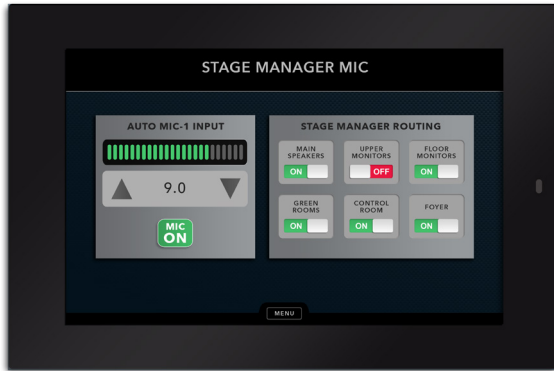 STAGE MANAGER MIC
AUTO MIC-1 INPUT
9.0
MIC
ON
STAGE MANAGER ROUTING
MAIN
SPEAKERS
ON
UPPER
MONITORS
OFF
FLOOR
MONITORS
ON
GREEN
ROOMS
ON
CONTROL
ROOM
ON
FOYER
ON
MENU